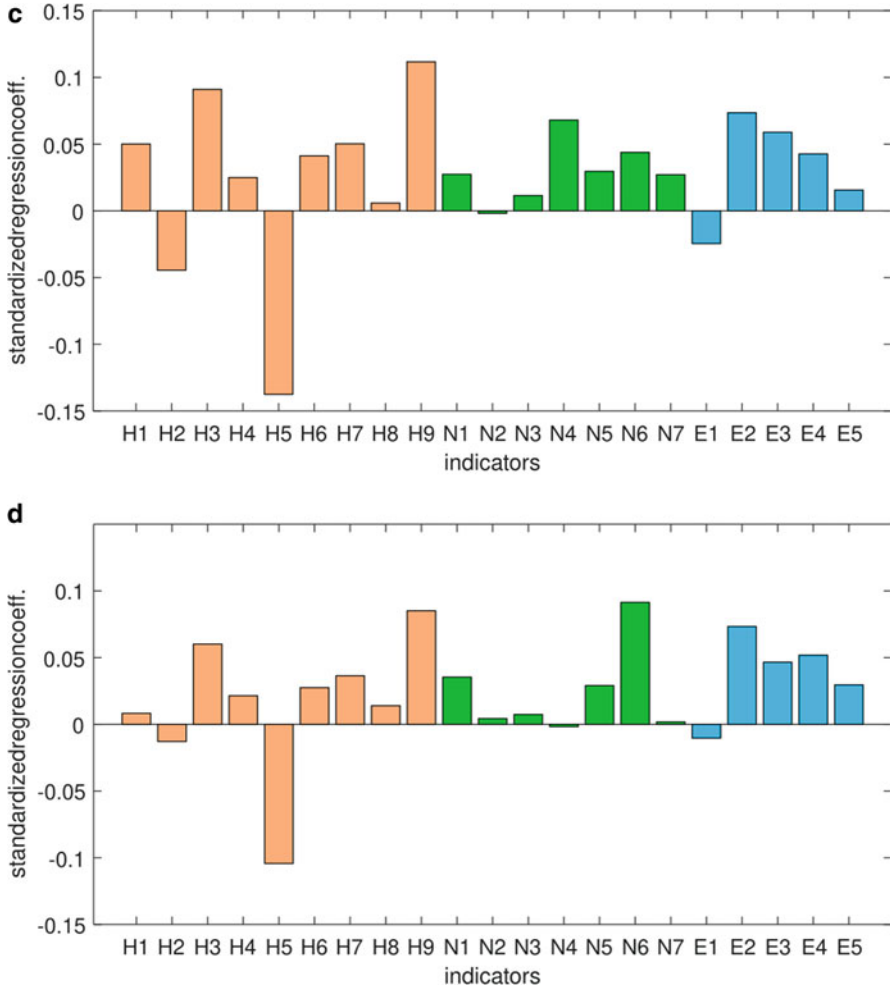 c
0.15
0.1
0.05
0
-0.05
-0.1
-0.15
standardizedregressioncoeff.
H1 H2 H3 H4 H5 H6 H7 H8 H9 N1 N2 N3 N4 N5 N6 N7 E1 E2 E3 E4 E5
indicators
d
0.1
0.05
0
-0.05
-0.1
-0.15
standardizedregressioncoeff.
H1 H2 H3 H4 H5 H6 H7 H8 H9 N1 N2 N3 N4 N5 N6 N7 E1 E2 E3 E4 E5
indicators